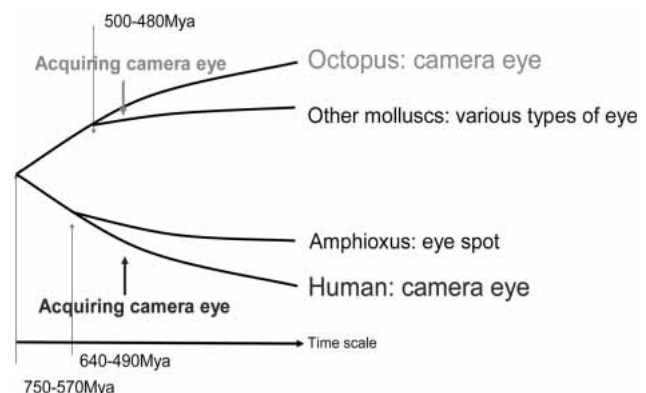 500-480Mya
Acquiring camera eye
Octopus: camera eye
Other molluscs: various types of eye
Amphioxus: eye spot
Human: camera eye
Acquiring camera eye
Time scale
640-490Mya
750-570Mya